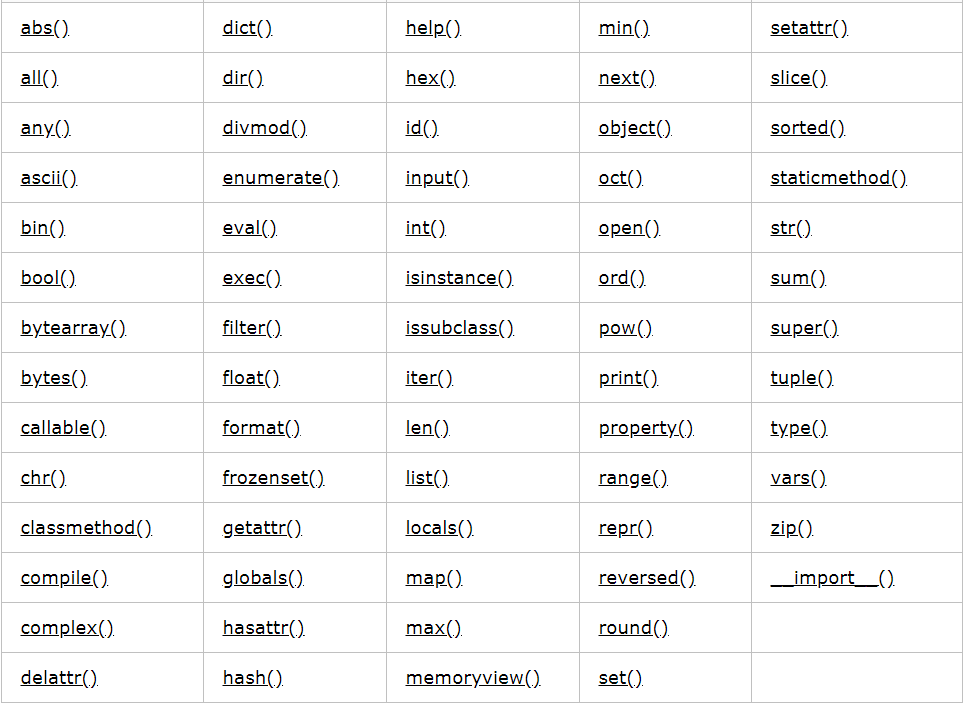 abs() dict() help() min() setattr()
all() dir() hex() next() slice()
any() divmod() id() object() sorted()
ascii() enumerate() input() oct() staticmethod()
bin() eval() int() open() str()
bool() exec() isinstance() ord() sum()
bytearray() filter() issubclass() pow() super()
bytes() float() iter() print() tuple()
callable() format() len() property() type()
chr() frozenset() list() range() vars()
classmethod() getattr() locals() repr() zip()
compile() globals() map() reversed() __import__()
complex() hasattr() max() round()
delattr() hash() memoryview() set()